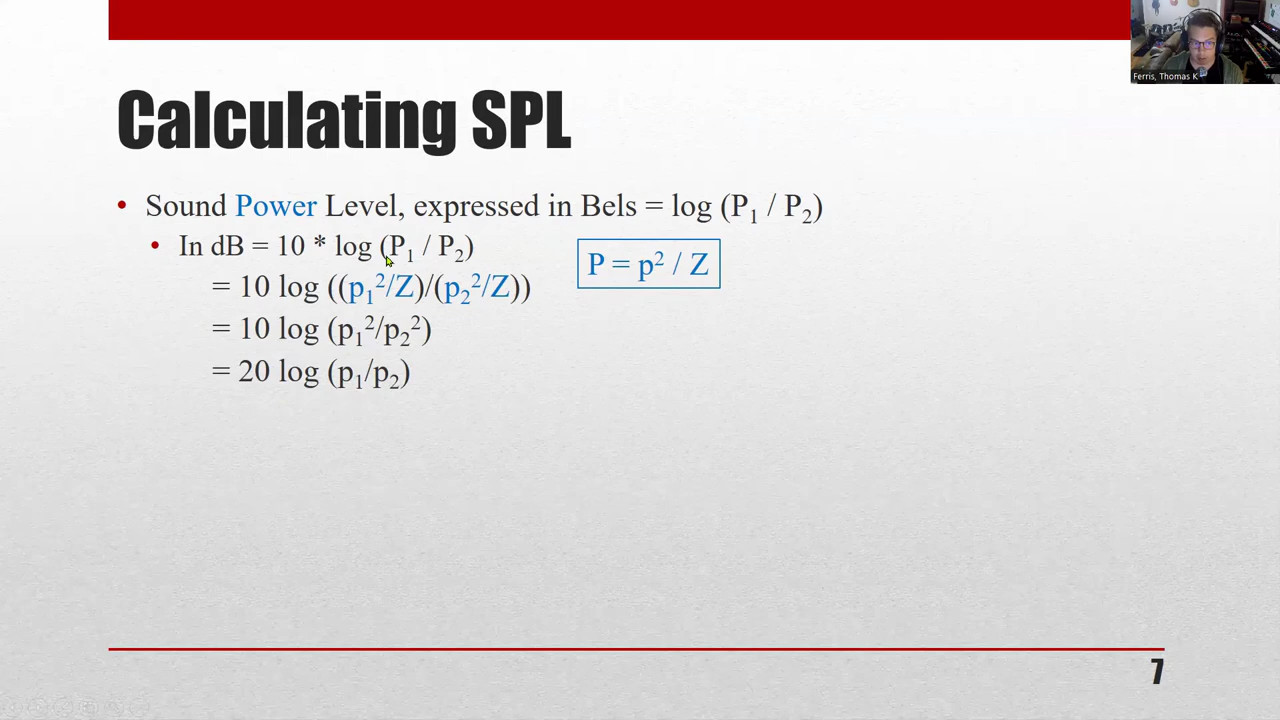 Ferris, Thomas K
Calculating SPL
• Sound Power Level, expressed in Bels = log (P₁ / P₂)
• In dB = 10 * log (P₁ / P₂)
P = p² / Z
= 10 log ((p₁²/Z)/(p₂²/Z))
= 10 log (p₁²/p₂²)
= 20 log (p₁/p₂)
7